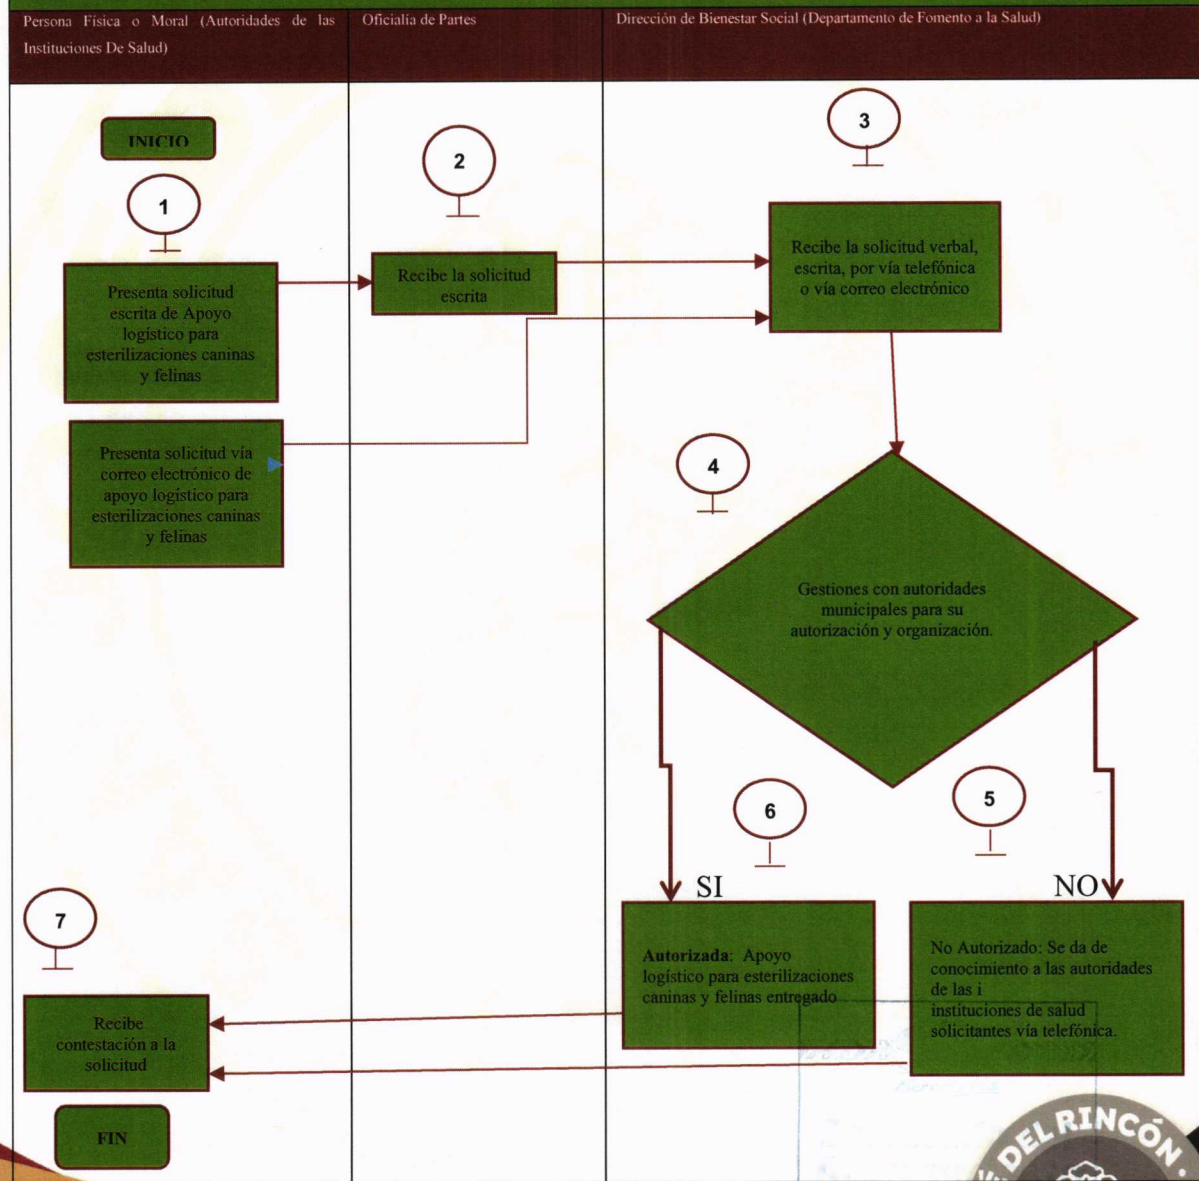 Persona Física o Moral (Autoridades de las
Instituciones De Salud)
Oficialía de Partes
Dirección de Bienestar Social (Departamento de Fomento a la Salud)
INICIO
1
2
3
Presenta solicitud
escrita de Apoyo
logístico para
esterilizaciones caninas
y felinas
Recibe la solicitud
escrita
Recibe la solicitud verbal,
escrita, por vía telefónica
o vía correo electrónico
Presenta solicitud vía
correo electrónico de
apoyo logístico para
esterilizaciones caninas
y felinas
4
Gestiones con autoridades
municipales para su
autorización y organización.
6
5
SI
NO
Autorizada: Apoyo
logístico para esterilizaciones
caninas y felinas entregado
No Autorizado: Se da de
conocimiento a las autoridades
de las i
instituciones de salud
solicitantes vía telefónica.
7
Recibe
contestación a la
solicitud
FIN
DEL RINCÓN